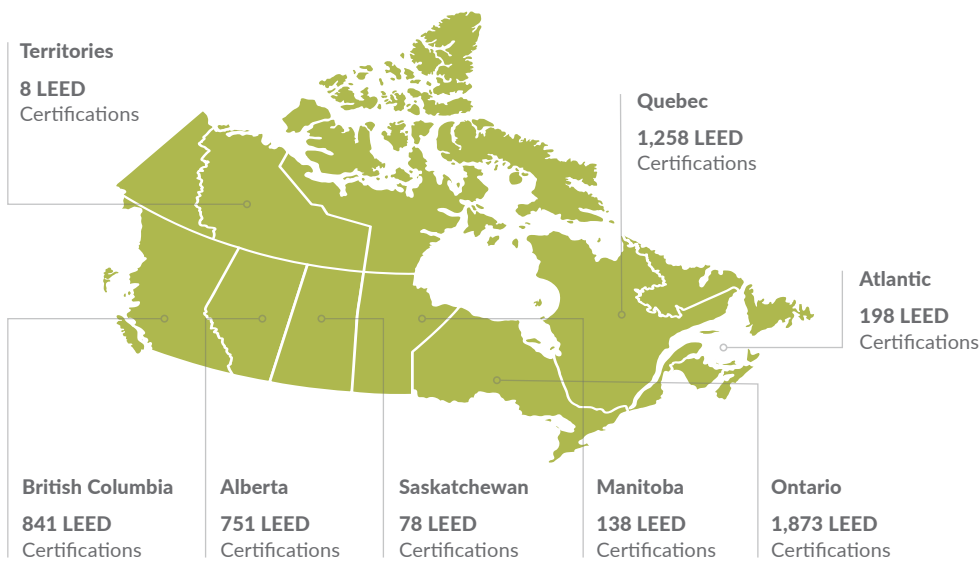 Territories
8 LEED
Certifications
Quebec
1,258 LEED
Certifications
Atlantic
198 LEED
Certifications
British Columbia
841 LEED
Certifications
Alberta
751 LEED
Certifications
Saskatchewan
78 LEED
Certifications
Manitoba
138 LEED
Certifications
Ontario
1,873 LEED
Certifications